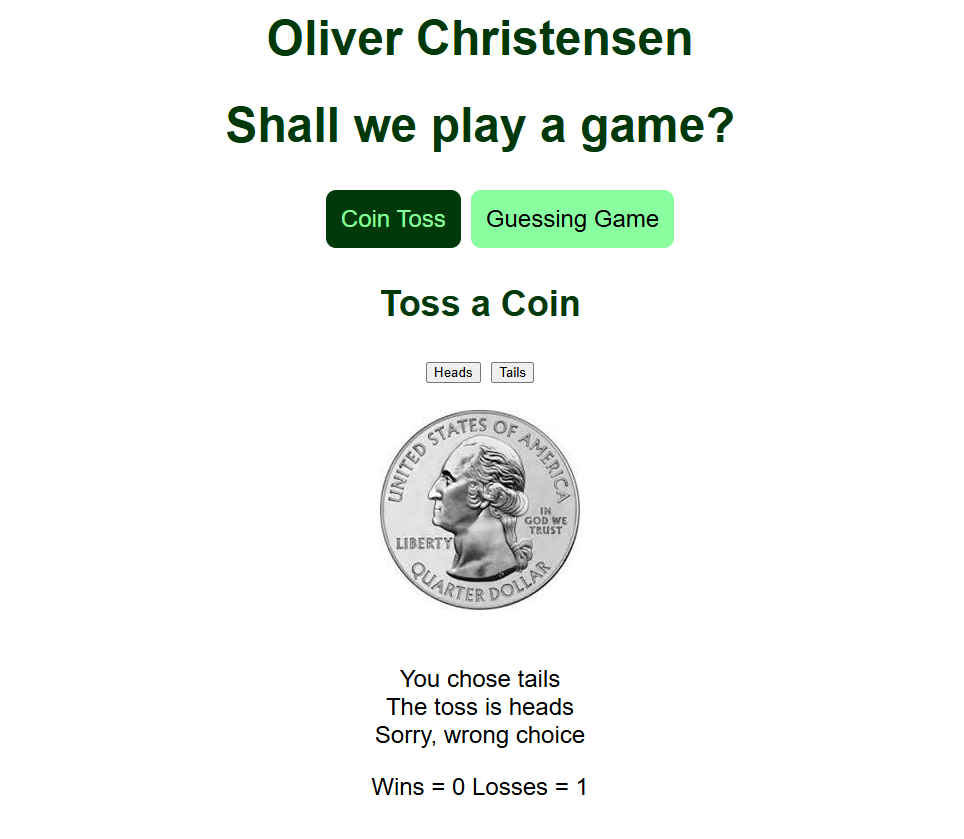 Oliver Christensen
Shall we play a game?
Coin Toss Guessing Game
Toss a Coin
Heads Tails
UNITED STATES OF AMERICA
IN
GOD WE
TRUST
LIBERTY
QUARTER DOLLAR
You chose tails
The toss is heads
Sorry, wrong choice
Wins = 0 Losses = 1